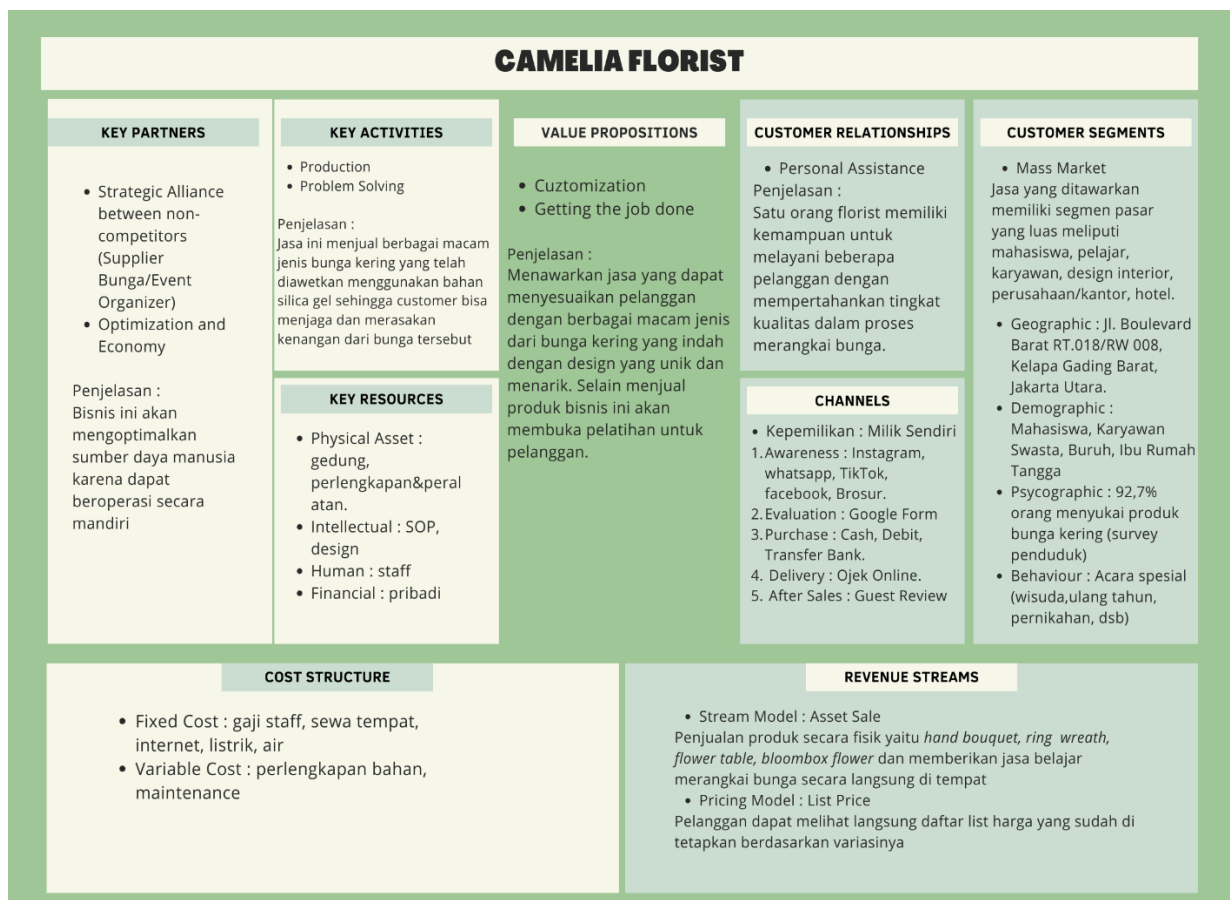 CAMELIA FLORIST
KEY PARTNERS
• Strategic Alliance
between non-
competitors
(Supplier
Bunga/Event
Organizer)
• Optimization and
Economy
Penjelasan :
Bisnis ini akan
mengoptimalkan
sumber daya manusia
karena dapat
beroperasi secara
mandiri
KEY ACTIVITIES
• Production
• Problem Solving
Penjelasan :
Jasa ini menjual berbagai macam
jenis bunga kering yang telah
diawetkan menggunakan bahan
silica gel sehingga customer bisa
menjaga dan merasakan
kenangan dari bunga tersebut
KEY RESOURCES
• Physical Asset :
gedung,
perlengkapan&peral
atan.
• Intellectual : SOP,
design
• Human : staff
• Financial : pribadi
VALUE PROPOSITIONS
• Cuztomization
• Getting the job done
Penjelasan :
Menawarkan jasa yang dapat
menyesuaikan pelanggan
dengan berbagai macam jenis
dari bunga kering yang indah
dengan design yang unik dan
menarik. Selain menjual
produk bisnis ini akan
membuka pelatihan untuk
pelanggan.
CUSTOMER RELATIONSHIPS
• Personal Assistance
Penjelasan :
Satu orang florist memiliki
kemampuan untuk
melayani beberapa
pelanggan dengan
mempertahankan tingkat
kualitas dalam proses
merangkai bunga.
CHANNELS
• Kepemilikan : Milik Sendiri
1. Awareness : Instagram,
whatsapp, TikTok,
facebook, Brosur.
2. Evaluation : Google Form
3. Purchase : Cash, Debit,
Transfer Bank.
4. Delivery : Ojek Online.
5. After Sales : Guest Review
CUSTOMER SEGMENTS
• Mass Market
Jasa yang ditawarkan
memiliki segmen pasar
yang luas meliputi
mahasiswa, pelajar,
karyawan, design interior,
perusahaan/kantor, hotel.
• Geographic : Jl. Boulevard
Barat RT.018/RW 008,
Kelapa Gading Barat,
Jakarta Utara.
• Demographic :
Mahasiswa, Karyawan
Swasta, Buruh, Ibu Rumah
Tangga
• Psycographic : 92,7%
orang menyukai produk
bunga kering (survey
penduduk)
• Behaviour : Acara spesial
(wisuda,ulang tahun,
pernikahan, dsb)
COST STRUCTURE
• Fixed Cost : gaji staff, sewa tempat,
internet, listrik, air
• Variable Cost : perlengkapan bahan,
maintenance
REVENUE STREAMS
• Stream Model : Asset Sale
Penjualan produk secara fisik yaitu hand bouquet, ring wreath,
flower table, bloombox flower dan memberikan jasa belajar
merangkai bunga secara langsung di tempat
• Pricing Model : List Price
Pelanggan dapat melihat langsung daftar list harga yang sudah di
tetapkan berdasarkan variasinya